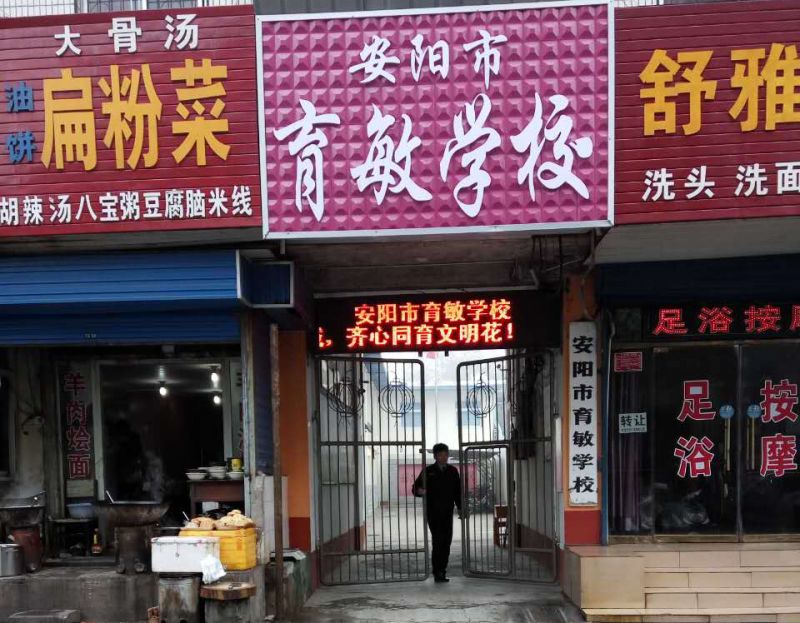 大骨汤
油饼
扁粉菜
胡辣汤八宝粥豆腐脑米线
羊肉烩面
安阳市
育敏学校
安阳市育敏学校
，齐心同育文明花！
安阳市育敏学校
舒雅
洗头 洗面
足浴按摩
转让
足浴
按摩